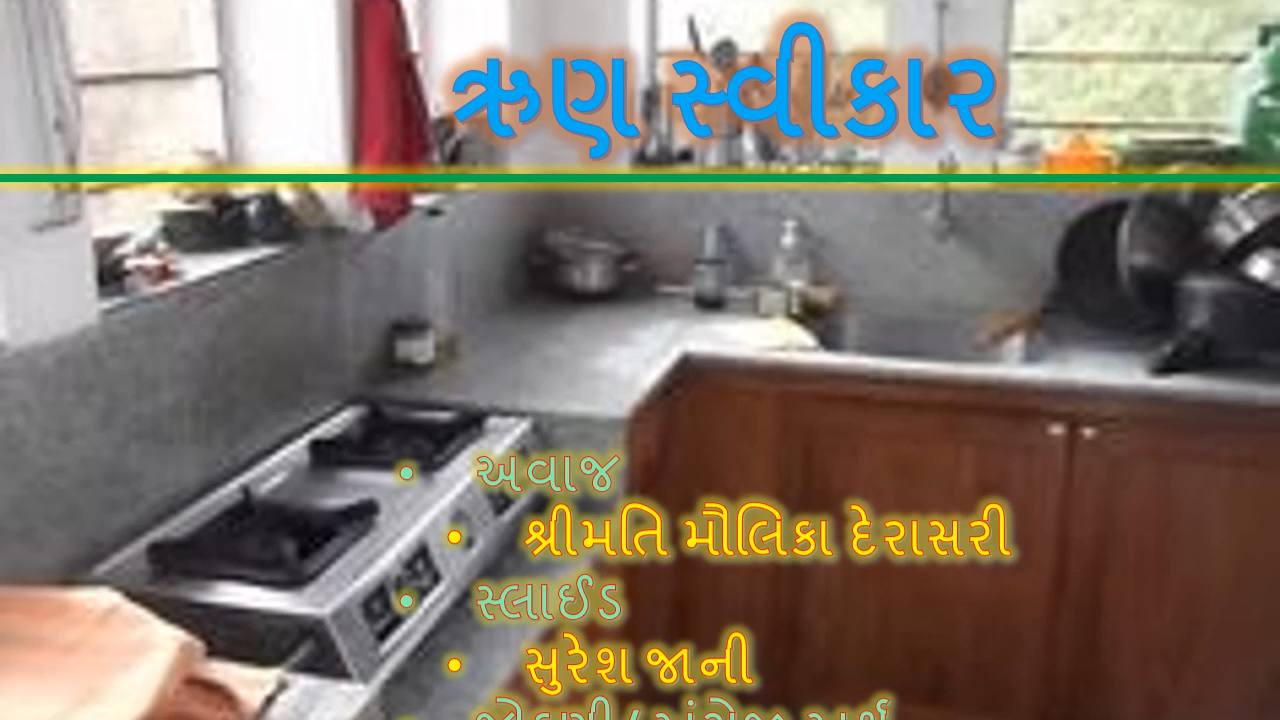 ઋણ સ્વીકાર
• અવાજ
• શ્રીમતિ મૌલિકા દેરાસરી
• સ્લાઈડ
• સુરેશ જાની